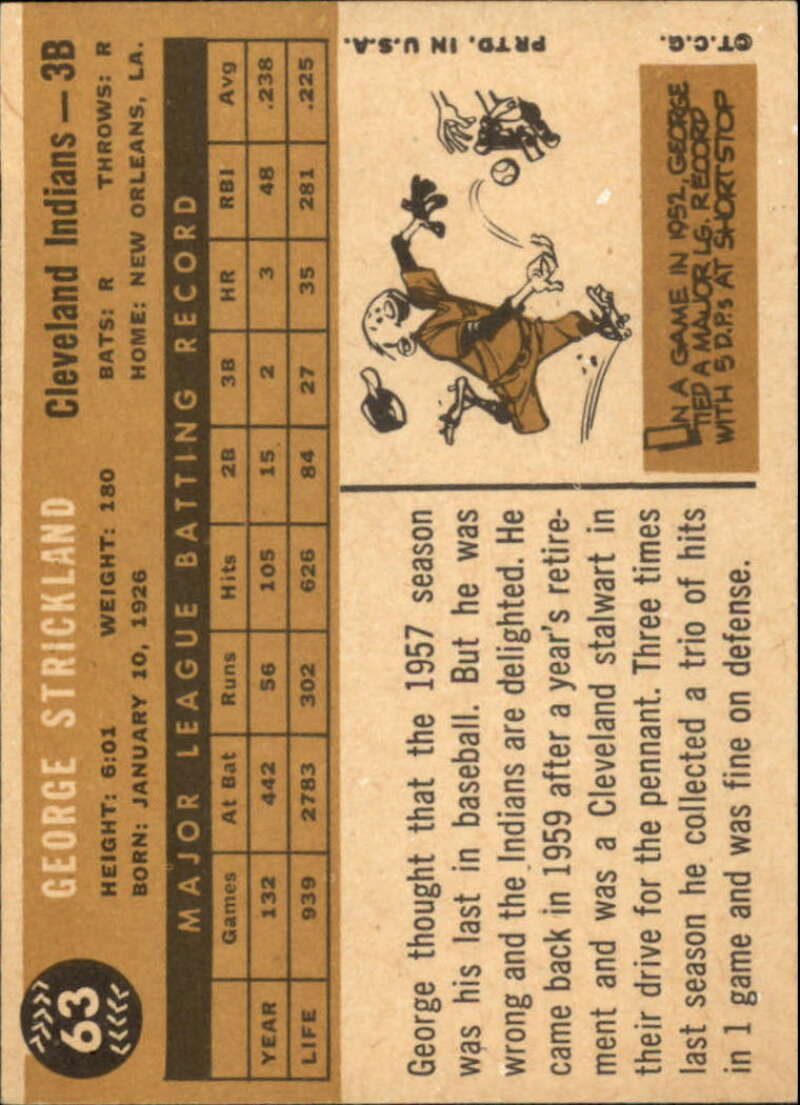 63
GEORGE STRICKLAND Cleveland Indians—3B
HEIGHT: 6:01 WEIGHT: 180 BATS: R THROWS: R
BORN: JANUARY 10, 1926 HOME: NEW ORLEANS, LA.
MAJOR LEAGUE BATTING RECORD
Games At Bat Runs Hits 2B 3B HR RBI Avg
YEAR 132 442 56 105 15 2 3 48 .238
LIFE 939 2783 302 626 84 27 35 281 .225
George thought that the 1957 season
was his last in baseball. But he was
wrong and the Indians are delighted. He
came back in 1959 after a year's retire-
ment and was a Cleveland stalwart in
their drive for the pennant. Three times
last season he collected a trio of hits
in 1 game and was fine on defense.
IN A GAME IN 1952, GEORGE
TIED A MAJOR LG. RECORD
WITH 5 D.P.s AT SHORTSTOP
©T.C.G. PRTD. IN U.S.A.